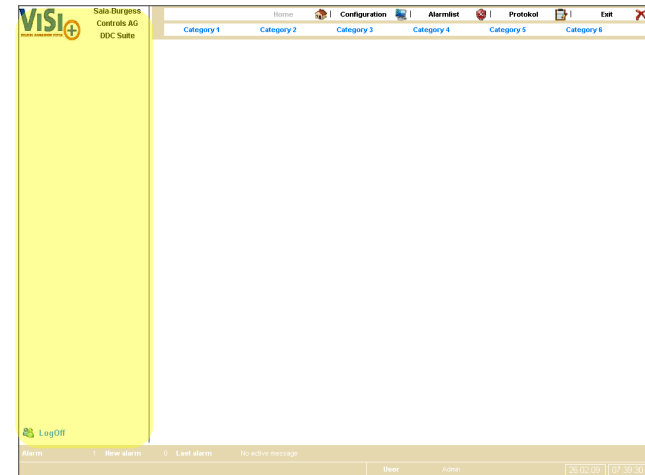 ViSi+
Saia-Burgess
Controls AG
DDC Suite
Home | Configuration | Alarmlist | Protokol | Exit
Category 1 Category 2 Category 3 Category 4 Category 5 Category 6
LogOff
Alarm 1 New alarm 0 Last alarm No active message
User Admin 26.02.09 07:39:30